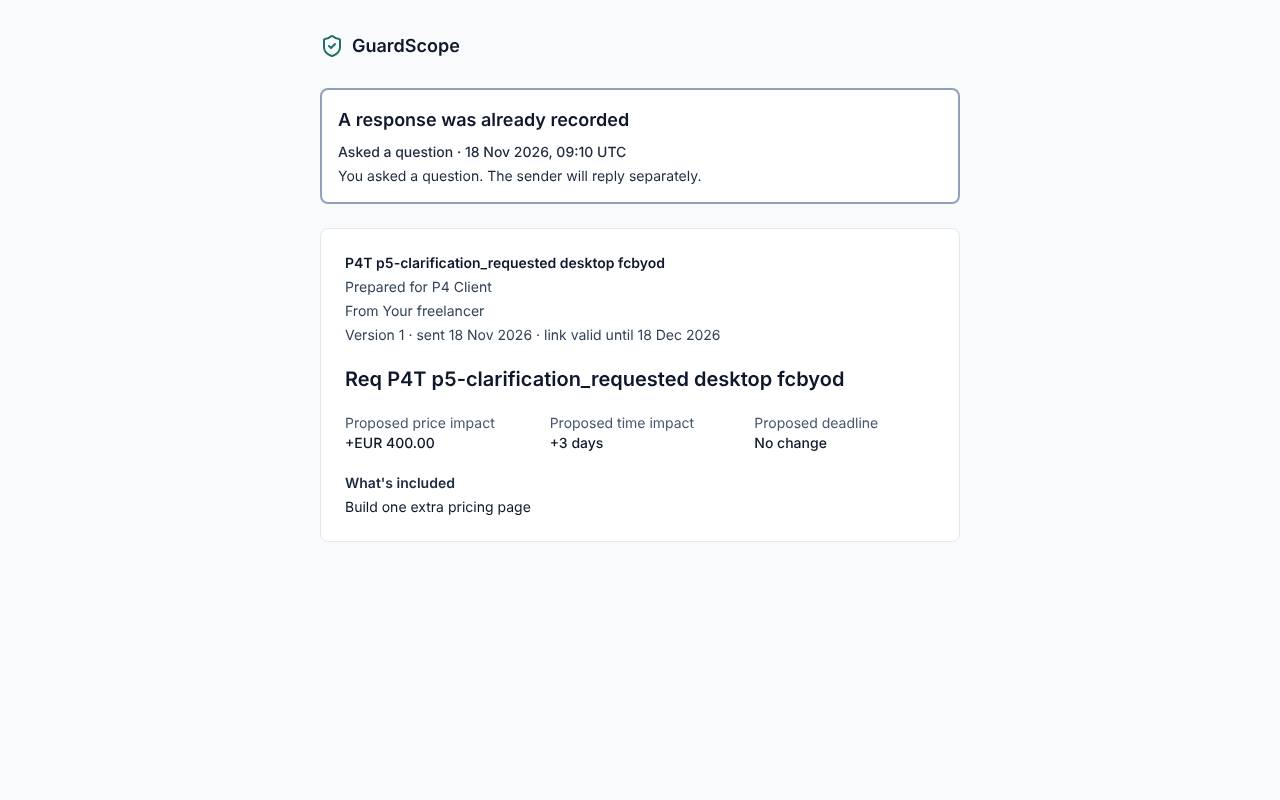 GuardScope
A response was already recorded
Asked a question · 18 Nov 2026, 09:10 UTC
You asked a question. The sender will reply separately.
P4T p5-clarification_requested desktop fcbyod
Prepared for P4 Client
From Your freelancer
Version 1 · sent 18 Nov 2026 · link valid until 18 Dec 2026
Req P4T p5-clarification_requested desktop fcbyod
Proposed price impact
+EUR 400.00
Proposed time impact
+3 days
Proposed deadline
No change
What's included
Build one extra pricing page